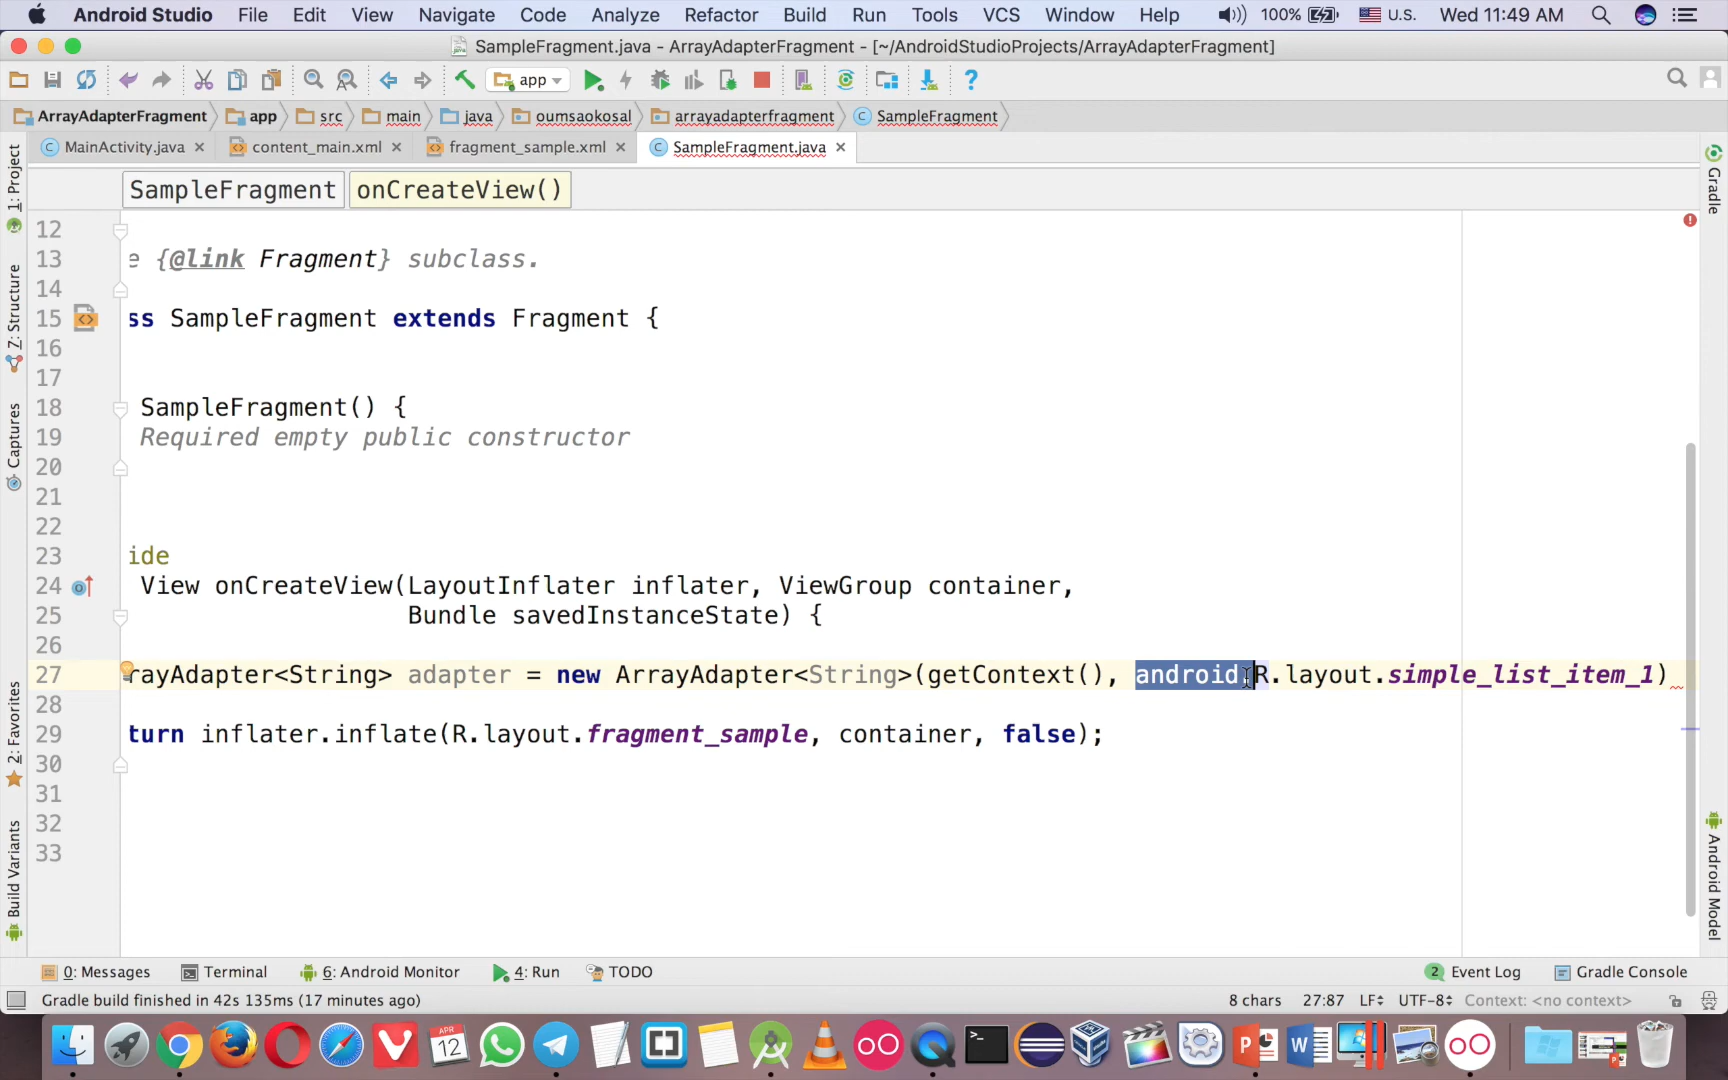 Android Studio File Edit View Navigate Code Analyze Refactor Build Run Tools VCS Window Help 100% U.S. Wed 11:49 AM
SampleFragment.java - ArrayAdapterFragment - [~/AndroidStudioProjects/ArrayAdapterFragment]
app
ArrayAdapterFragment app src main java oumsaokosal arrayadapterfragment SampleFragment
MainActivity.java content_main.xml fragment_sample.xml SampleFragment.java
SampleFragment onCreateView()
1: Project
Z: Structure
Captures
2: Favorites
Build Variants
12
13 e {@link Fragment} subclass.
14
15 ss SampleFragment extends Fragment {
16
17
18 SampleFragment() {
19 Required empty public constructor
20
21
22
23 ide
24 View onCreateView(LayoutInflater inflater, ViewGroup container,
25 Bundle savedInstanceState) {
26
27 rayAdapter<String> adapter = new ArrayAdapter<String>(getContext(), android.R.layout.simple_list_item_1)
28
29 turn inflater.inflate(R.layout.fragment_sample, container, false);
30
31
32
33
Gradle
Android Model
0: Messages Terminal 6: Android Monitor 4: Run TODO 2 Event Log Gradle Console
Gradle build finished in 42s 135ms (17 minutes ago) 8 chars 27:87 LF UTF-8 Context: <no context>
APR
12